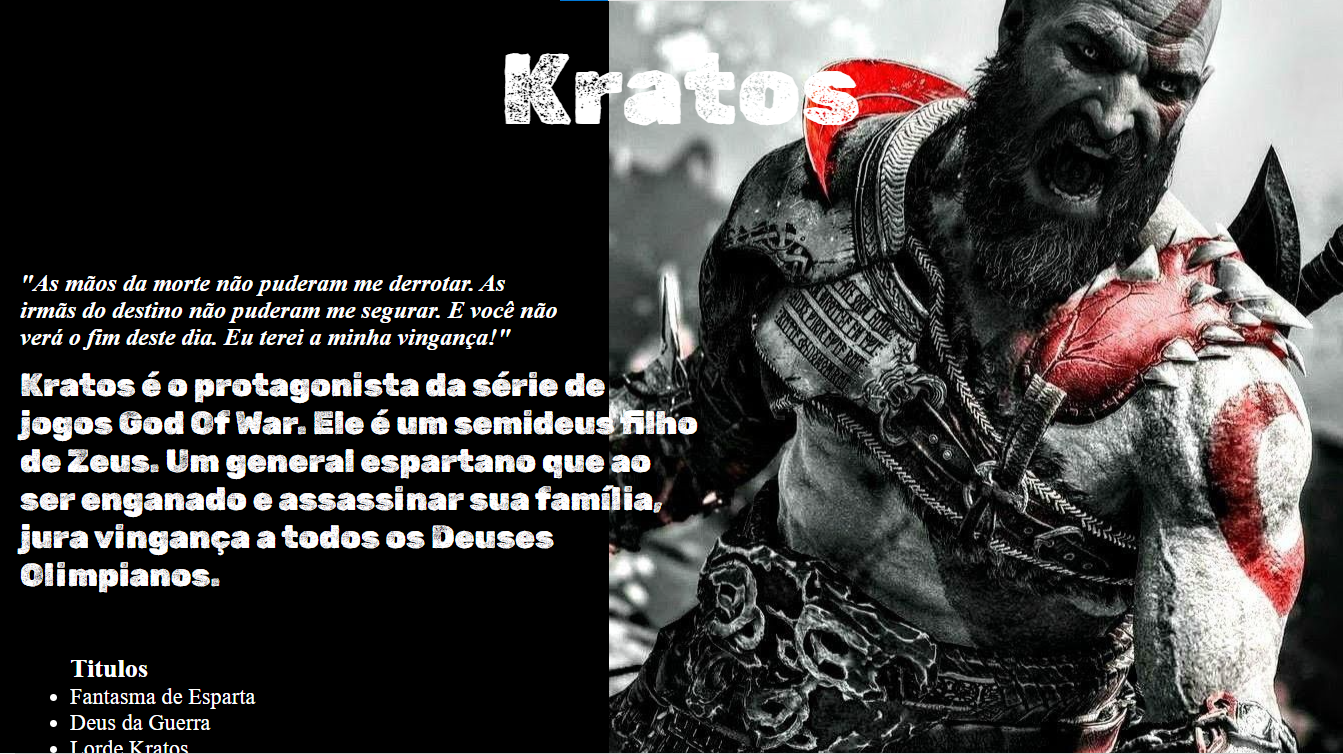 Kratos
"As mãos da morte não puderam me derrotar. As
irmãs do destino não puderam me segurar. E você não
verá o fim deste dia. Eu terei a minha vingança!"
Kratos é o protagonista da série de
jogos God Of War. Ele é um semideus filho
de Zeus. Um general espartano que ao
ser enganado e assassinar sua família,
jura vingança a todos os Deuses
Olimpianos.
Titulos
Fantasma de Esparta
Deus da Guerra
Lorde Kratos